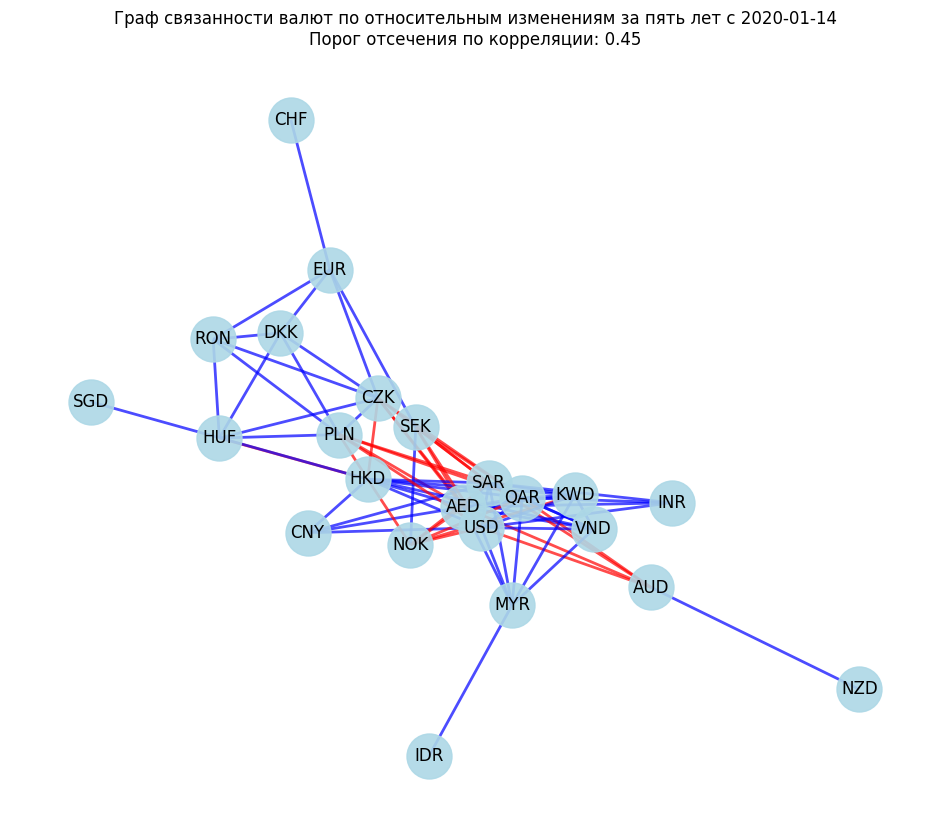 Граф связанности валют по относительным изменениям за пять лет с 2020-01-14
Порог отсечения по корреляции: 0.45
CHF
EUR
DKK
RON
CZK
SGD
SEK
PLN
HUF
HKD
SAR
KWD
QAR
INR
AED
USD
VND
CNY
NOK
AUD
MYR
NZD
IDR